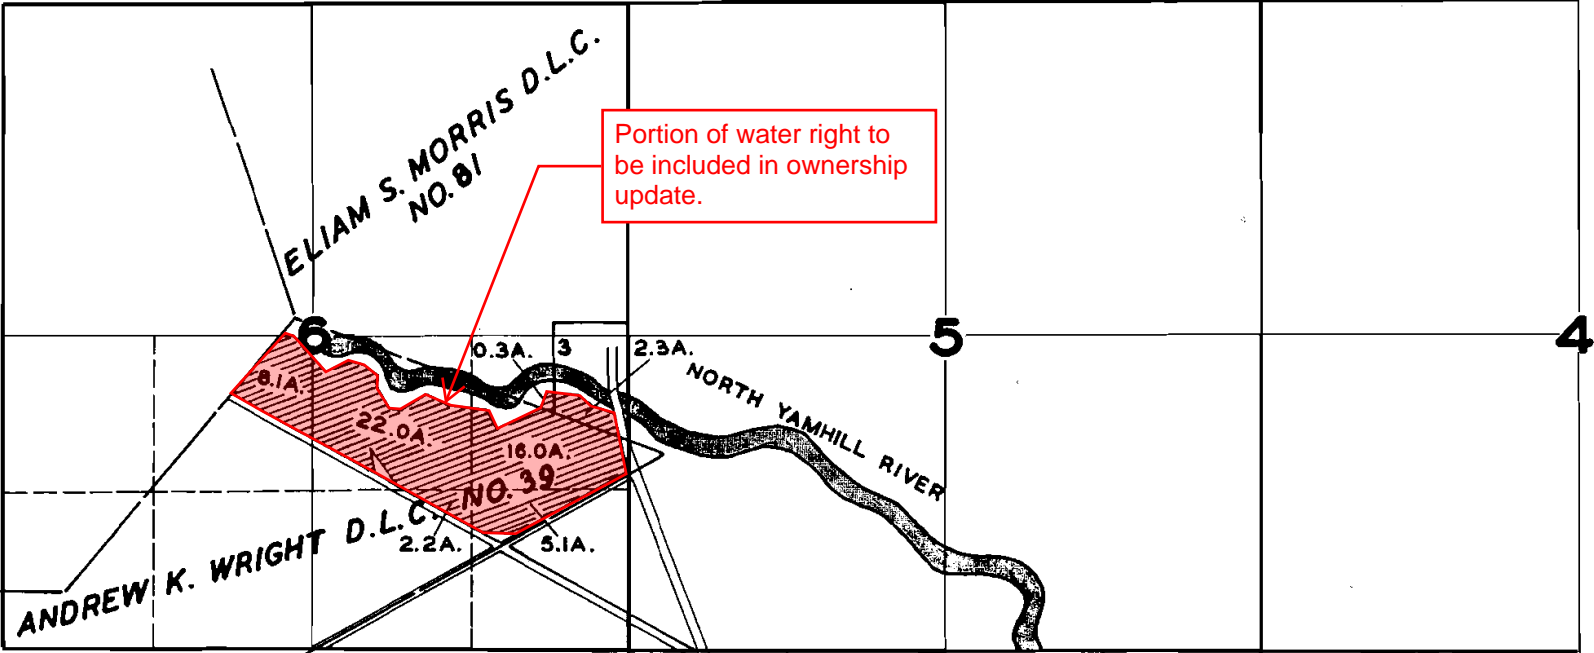 ELIAM S. MORRIS D.L.C.
NO. 81
Portion of water right to
be included in ownership
update.
6
5
4
0.3A.
3
2.3A.
NORTH YAMHILL RIVER
8.1A.
22.0A.
16.0A.
NO. 39
2.2A.
5.1A.
ANDREW K. WRIGHT D.L.C.